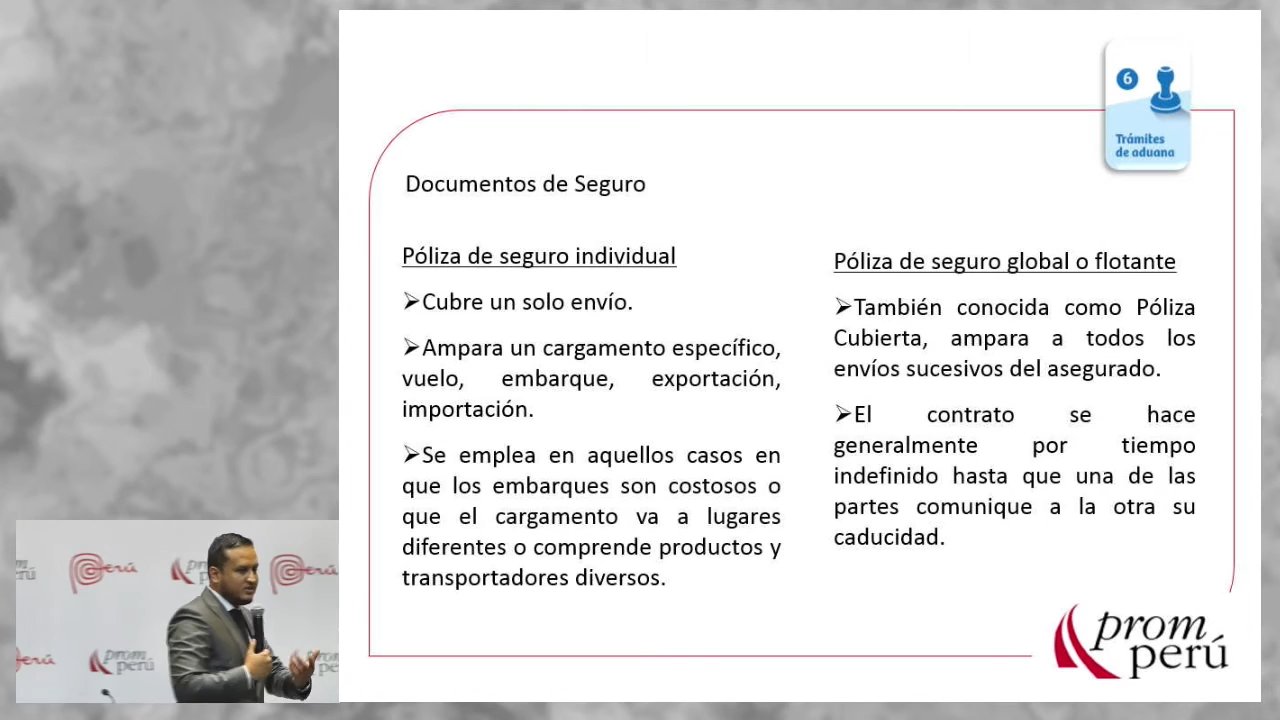 6
Trámites
de aduana
Documentos de Seguro
Póliza de seguro individual
➢Cubre un solo envío.
➢Ampara un cargamento específico,
vuelo, embarque, exportación,
importación.
➢Se emplea en aquellos casos en
que los embarques son costosos o
que el cargamento va a lugares
diferentes o comprende productos y
transportadores diversos.
Póliza de seguro global o flotante
➢También conocida como Póliza
Cubierta, ampara a todos los
envíos sucesivos del asegurado.
➢El contrato se hace
generalmente por tiempo
indefinido hasta que una de las
partes comunique a la otra su
caducidad.
prom
perú
Perú
prom
perú